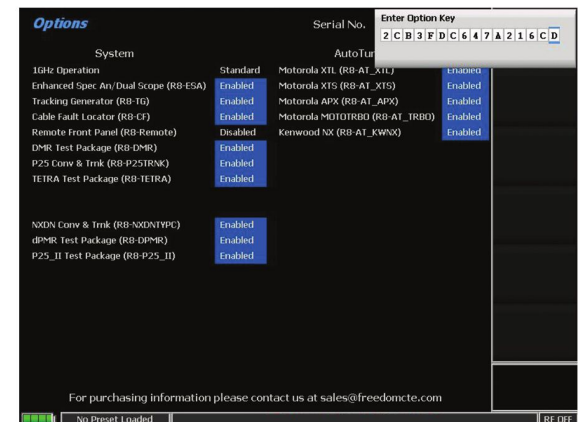 Options
Serial No.
Enter Option Key
2CB3FDC647A216CD
System
AutoTun
1GHz Operation Standard
Enhanced Spec An/Dual Scope (R8-ESA) Enabled
Tracking Generator (R8-TG) Enabled
Cable Fault Locator (R8-CF) Enabled
Remote Front Panel (R8-Remote) Disabled
DMR Test Package (R8-DMR) Enabled
P25 Conv & Trnk (R8-P25TRNK) Enabled
TETRA Test Package (R8-TETRA) Enabled
NXDN Conv & Trnk (R8-NXDNTYPC) Enabled
dPMR Test Package (R8-DPMR) Enabled
P25_II Test Package (R8-P25_II) Enabled
Motorola XTL (R8-AT_XTL) Enabled
Motorola XTS (R8-AT_XTS) Enabled
Motorola APX (R8-AT_APX) Enabled
Motorola MOTOTRBO (R8-AT_TRBO) Enabled
Kenwood NX (R8-AT_KWNX) Enabled
For purchasing information please contact us at sales@freedomcte.com
No Preset Loaded
RF OFF